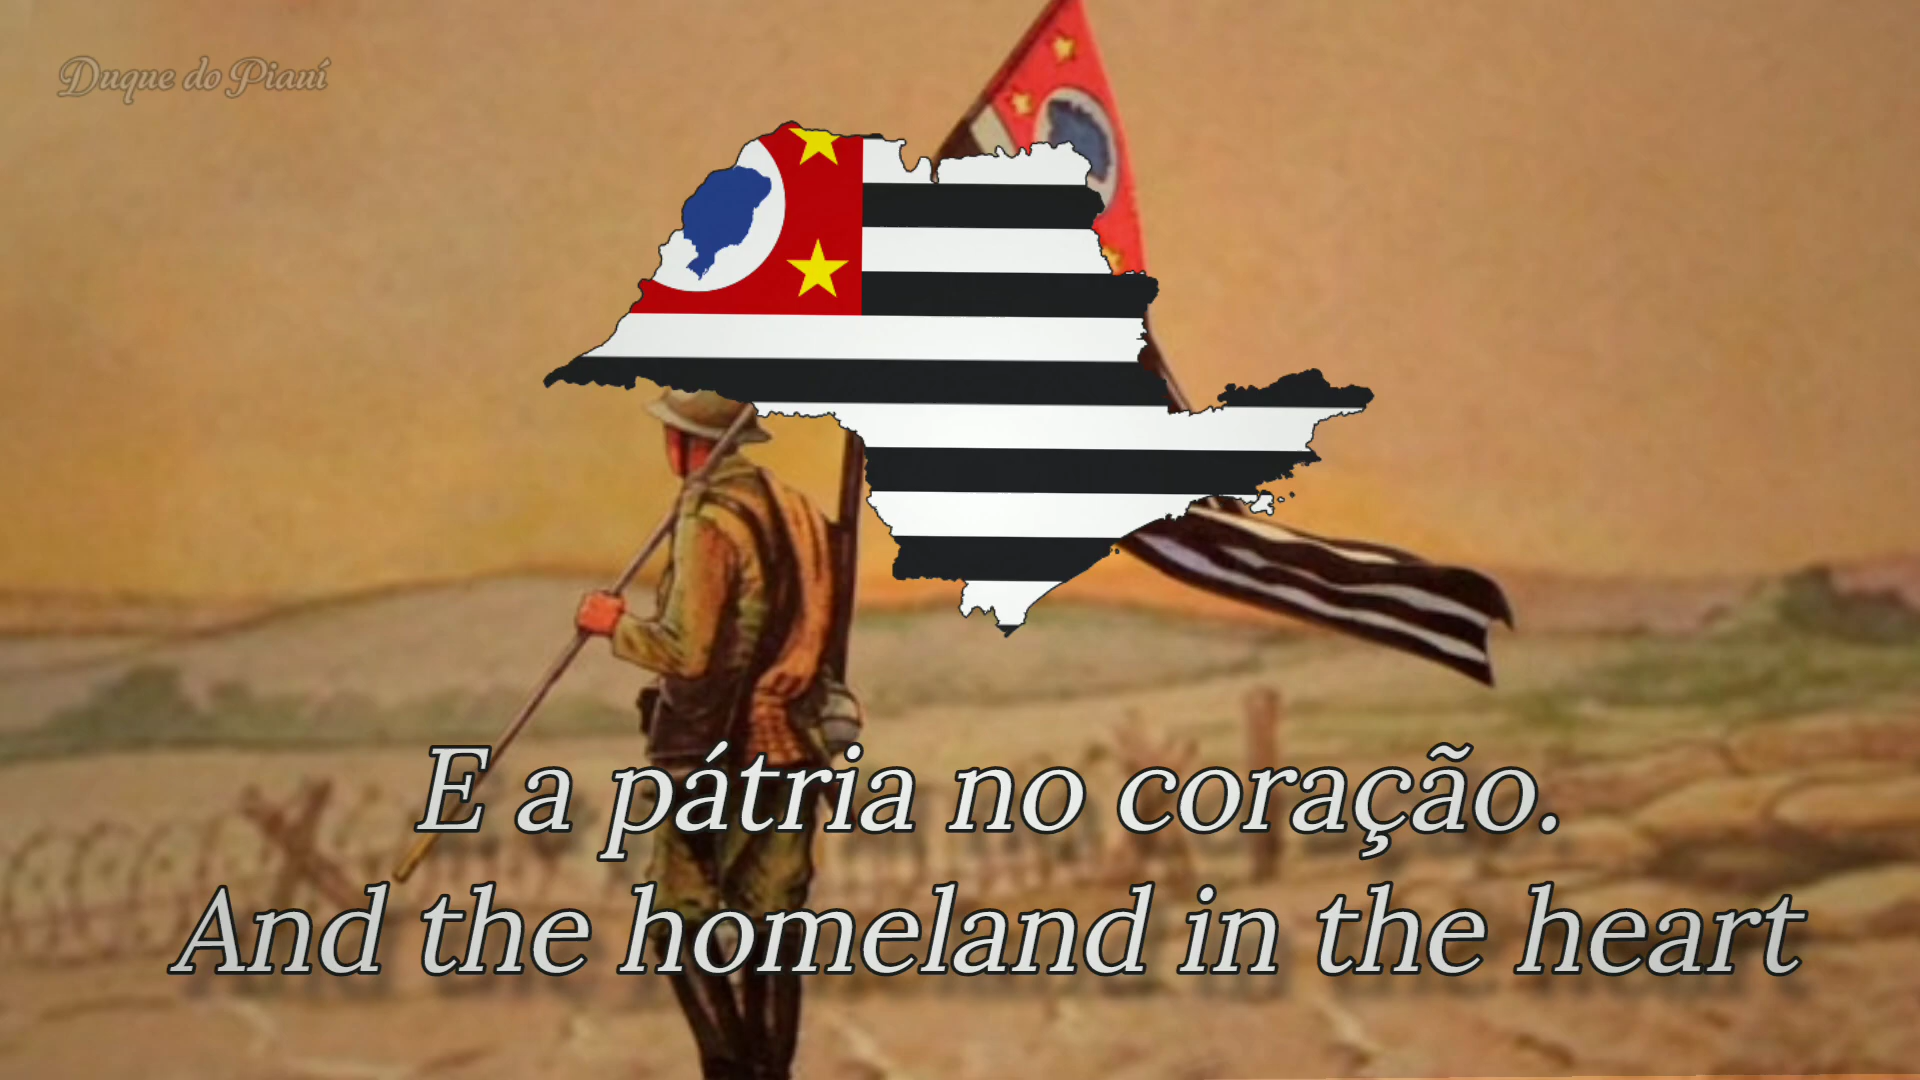 Duque do Piauí
E a pátria no coração.
And the homeland in the heart